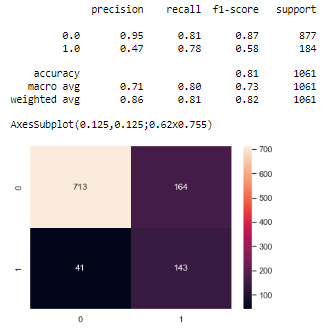 precision recall f1-score support
0.0 0.95 0.81 0.87 877
1.0 0.47 0.78 0.58 184
accuracy 0.81 1061
macro avg 0.71 0.80 0.73 1061
weighted avg 0.86 0.81 0.82 1061
AxesSubplot(0.125,0.125;0.62x0.755)
700
0 713 164
600
500
400
300
1 41 143
200
100
0 1